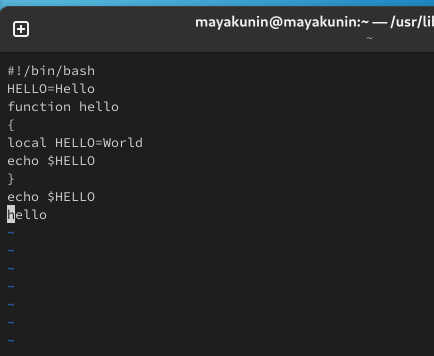 mayakunin@mayakunin:~ — /usr/li
~
#!/bin/bash
HELLO=Hello
function hello
{
local HELLO=World
echo $HELLO
}
echo $HELLO
hello
~
~
~
~
~
~
~